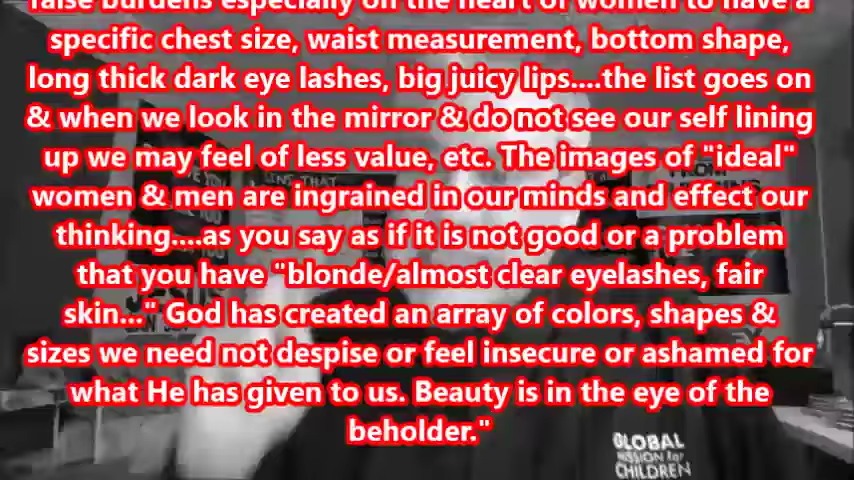 raise burdens especially on the heart of women to have a
specific chest size, waist measurement, bottom shape,
long thick dark eye lashes, big juicy lips....the list goes on
& when we look in the mirror & do not see our self lining
up we may feel of less value, etc. The images of "ideal"
women & men are ingrained in our minds and effect our
thinking....as you say as if it is not good or a problem
that you have "blonde/almost clear eyelashes, fair
skin..." God has created an array of colors, shapes &
sizes we need not despise or feel insecure or ashamed for
what He has given to us. Beauty is in the eye of the
beholder."
GLOBAL
MISSION for
CHILDREN